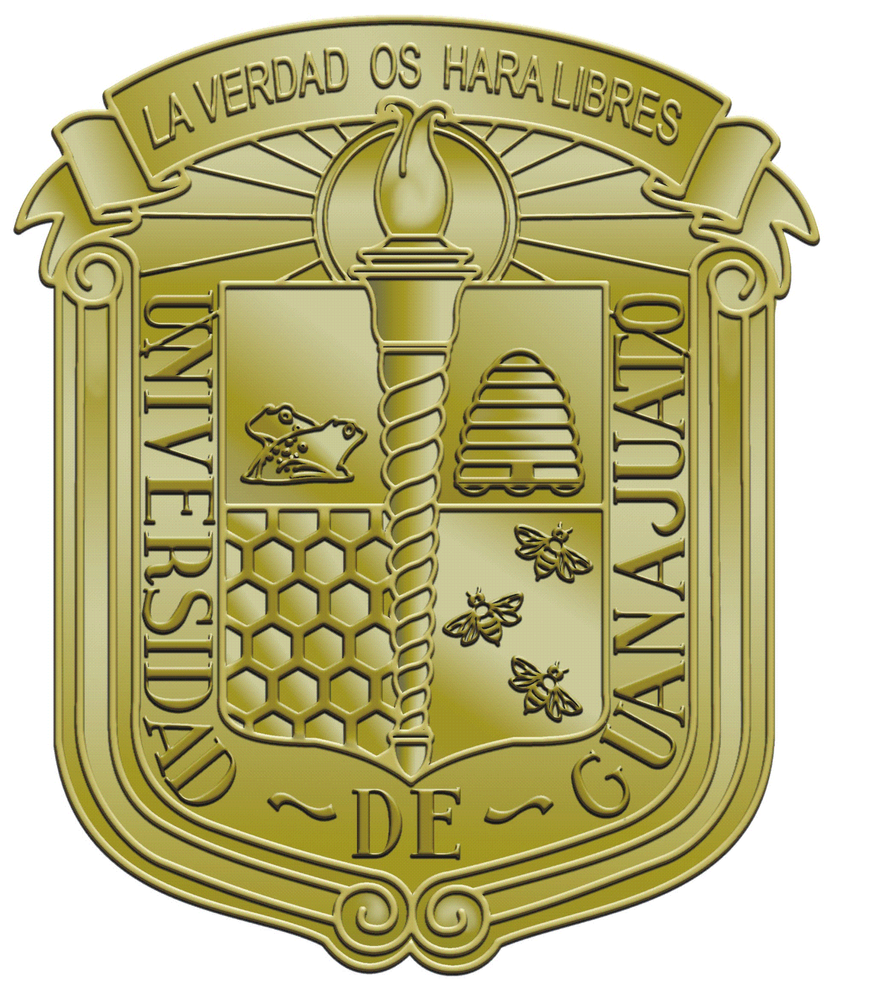 LA VERDAD OS HARA LIBRES
UNIVERSIDAD
~ DE ~
GUANAJUATO